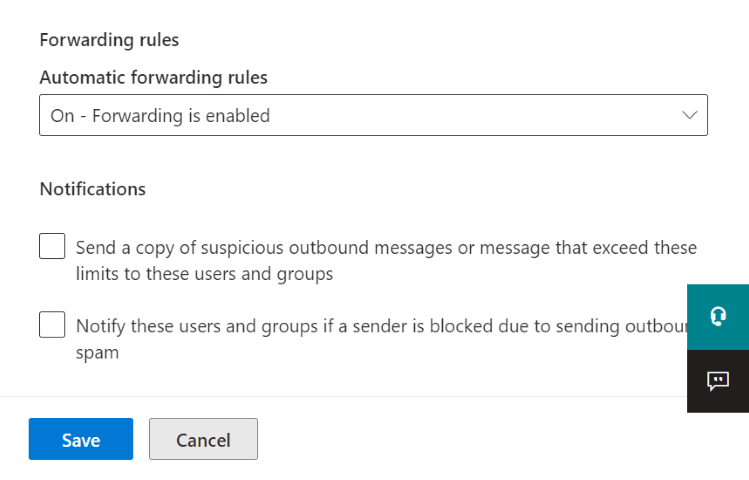 Forwarding rules
Automatic forwarding rules
On - Forwarding is enabled
Notifications
Send a copy of suspicious outbound messages or message that exceed these
limits to these users and groups
Notify these users and groups if a sender is blocked due to sending
spam
Save
Cancel